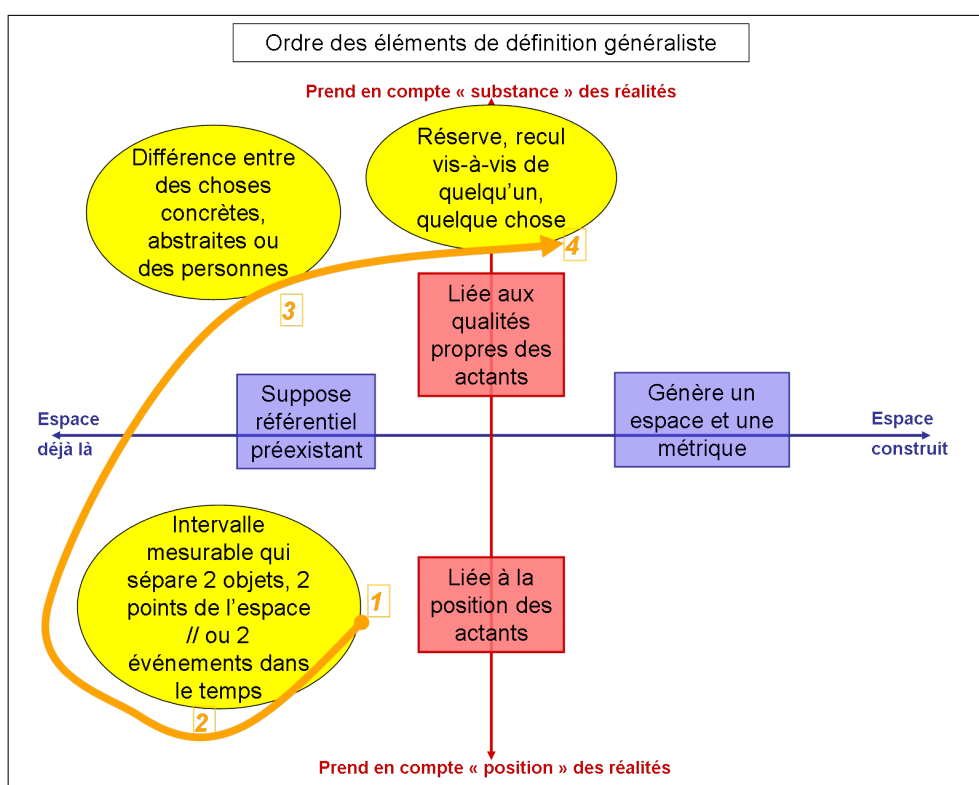 Ordre des éléments de définition généraliste
Prend en compte « substance » des réalités
Différence entre
des choses
concrètes,
abstraites ou
des personnes
Réserve, recul
vis-à-vis de
quelqu'un,
quelque chose
4
3
Liée aux
qualités
propres des
actants
Suppose
référentiel
préexistant
Génère un
espace et une
métrique
Espace
déjà là
Espace
construit
Intervalle
mesurable qui
sépare 2 objets, 2
points de l'espace
// ou 2
événements dans
le temps
1
2
Liée à la
position des
actants
Prend en compte « position » des réalités